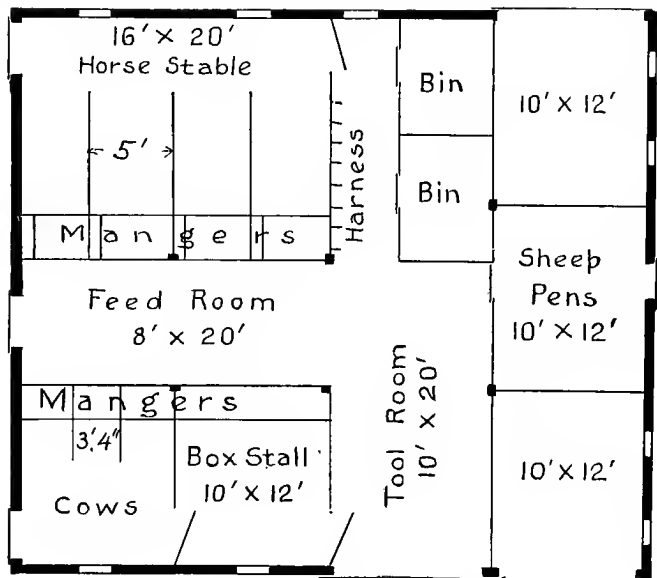 16' × 20'
Horse Stable
5'
Mangers
Harness
Bin
Bin
10' × 12'
Sheep
Pens
10' × 12'
10' × 12'
Feed Room
8' × 20'
Mangers
3'.4"
Cows
Box Stall
10' × 12'
Tool Room
10' × 20'